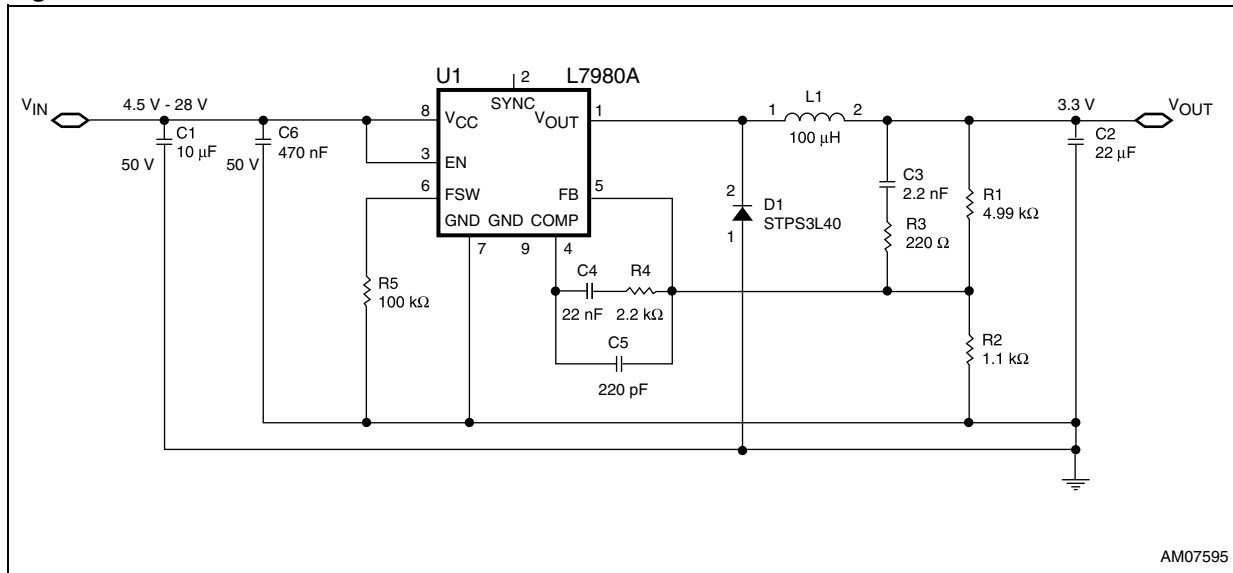 U1
L7980A
2
SYNC
V_IN
4.5 V - 28 V
8
V_CC
V_OUT
1
1
L1
2
100 µH
3.3 V
V_OUT
C1
10 µF
50 V
C6
470 nF
50 V
3
EN
6
FSW
FB
5
C2
22 µF
C3
2.2 nF
R1
4.99 kΩ
2
D1
STPS3L40
1
R3
220 Ω
GND
GND
COMP
7
9
4
R5
100 kΩ
C4
R4
22 nF
2.2 kΩ
C5
220 pF
R2
1.1 kΩ
AM07595